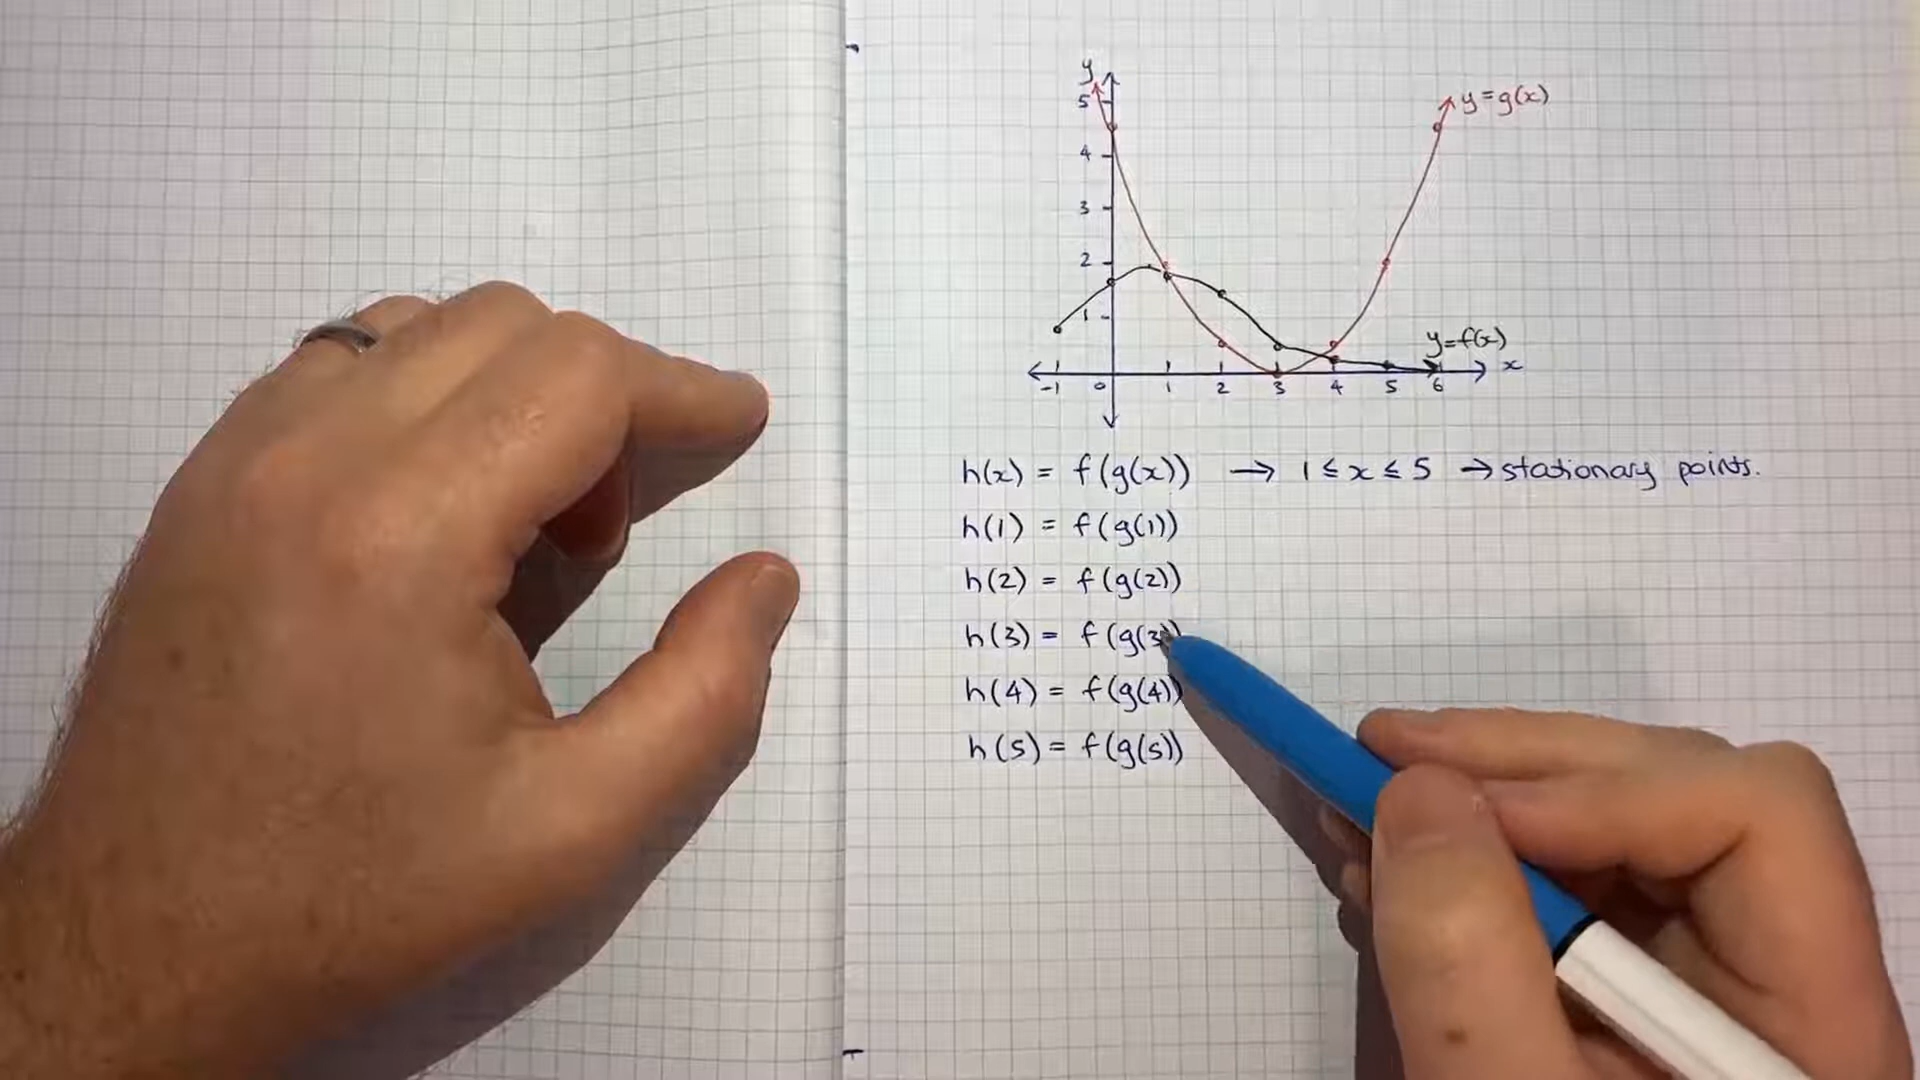 y
5
y=g(x)
4
3
2
1
y=f(x)
x
-1 0 1 2 3 4 5 6
h(x) = f(g(x)) → 1 ≤ x ≤ 5 → stationary points.
h(1) = f(g(1))
h(2) = f(g(2))
h(3) = f(g(3))
h(4) = f(g(4))
h(5) = f(g(5))